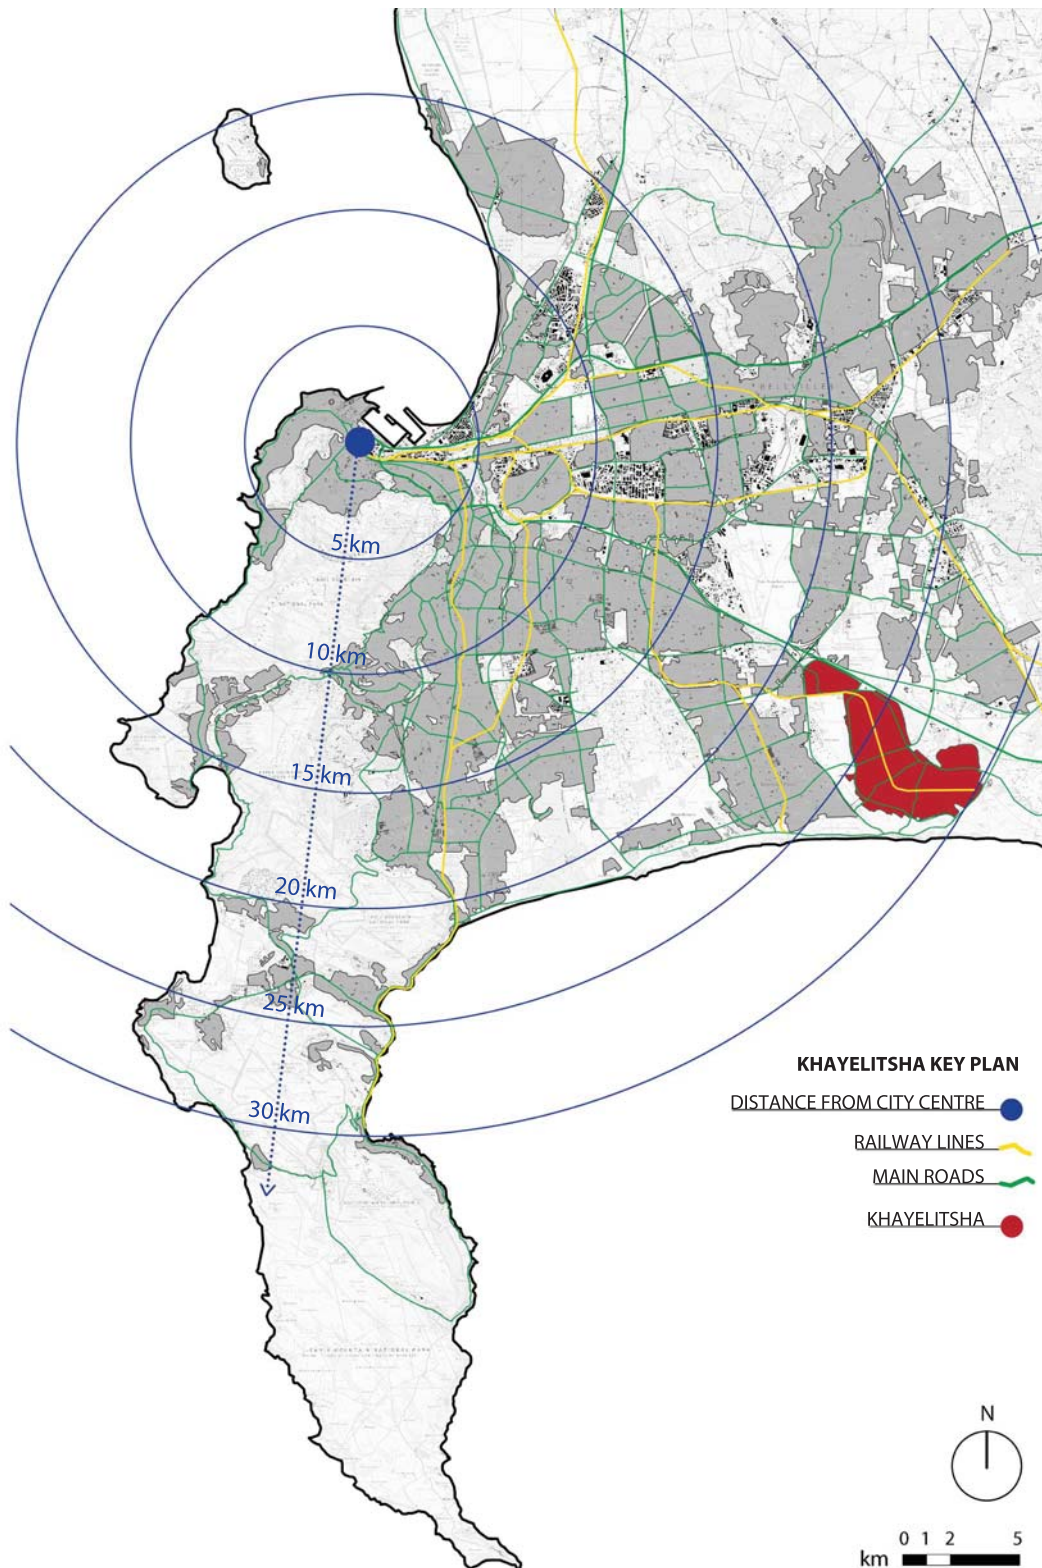 5 km
10 km
15 km
20 km
25 km
30 km
KHAYELITSHA KEY PLAN
DISTANCE FROM CITY CENTRE
RAILWAY LINES
MAIN ROADS
KHAYELITSHA
N
0 1 2 5
km